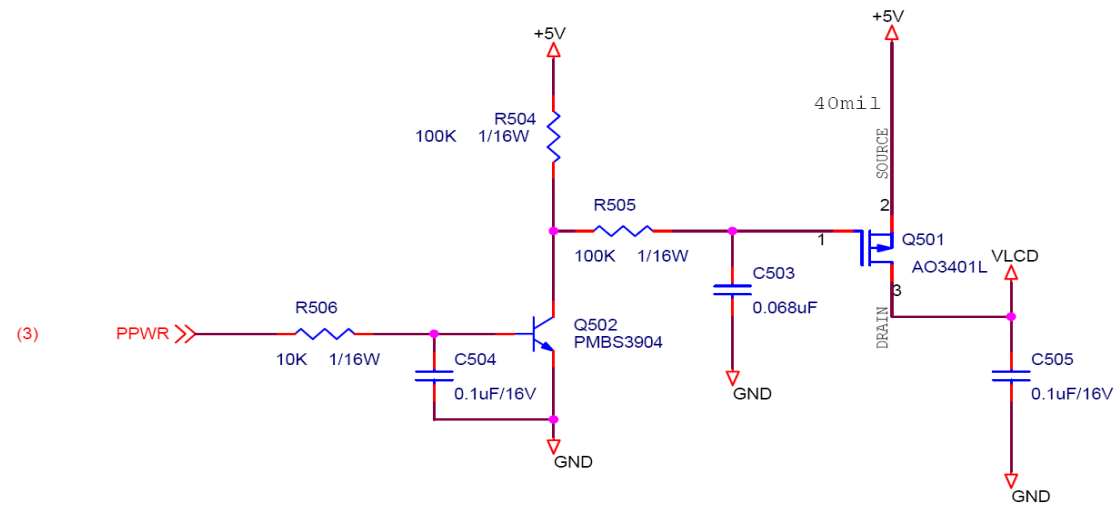 +5V
+5V
40mil
R504
100K 1/16W
SOURCE
R505
2
1
Q501
100K 1/16W
AO3401L
VLCD
C503
3
0.068uF
DRAIN
R506
Q502
(3)
PPWR
PMBS3904
10K 1/16W
C504
C505
0.1uF/16V
0.1uF/16V
GND
GND
GND